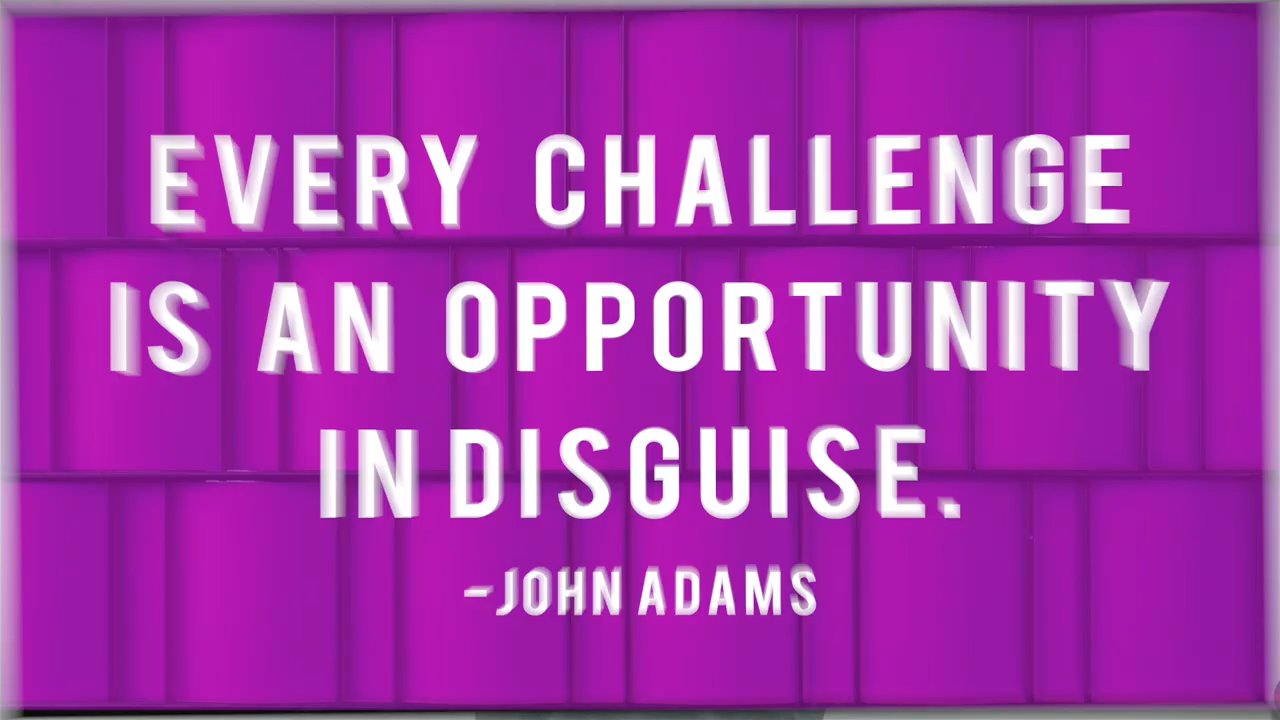 EVERY CHALLENGE
IS AN OPPORTUNITY
IN DISGUISE.
-JOHN ADAMS